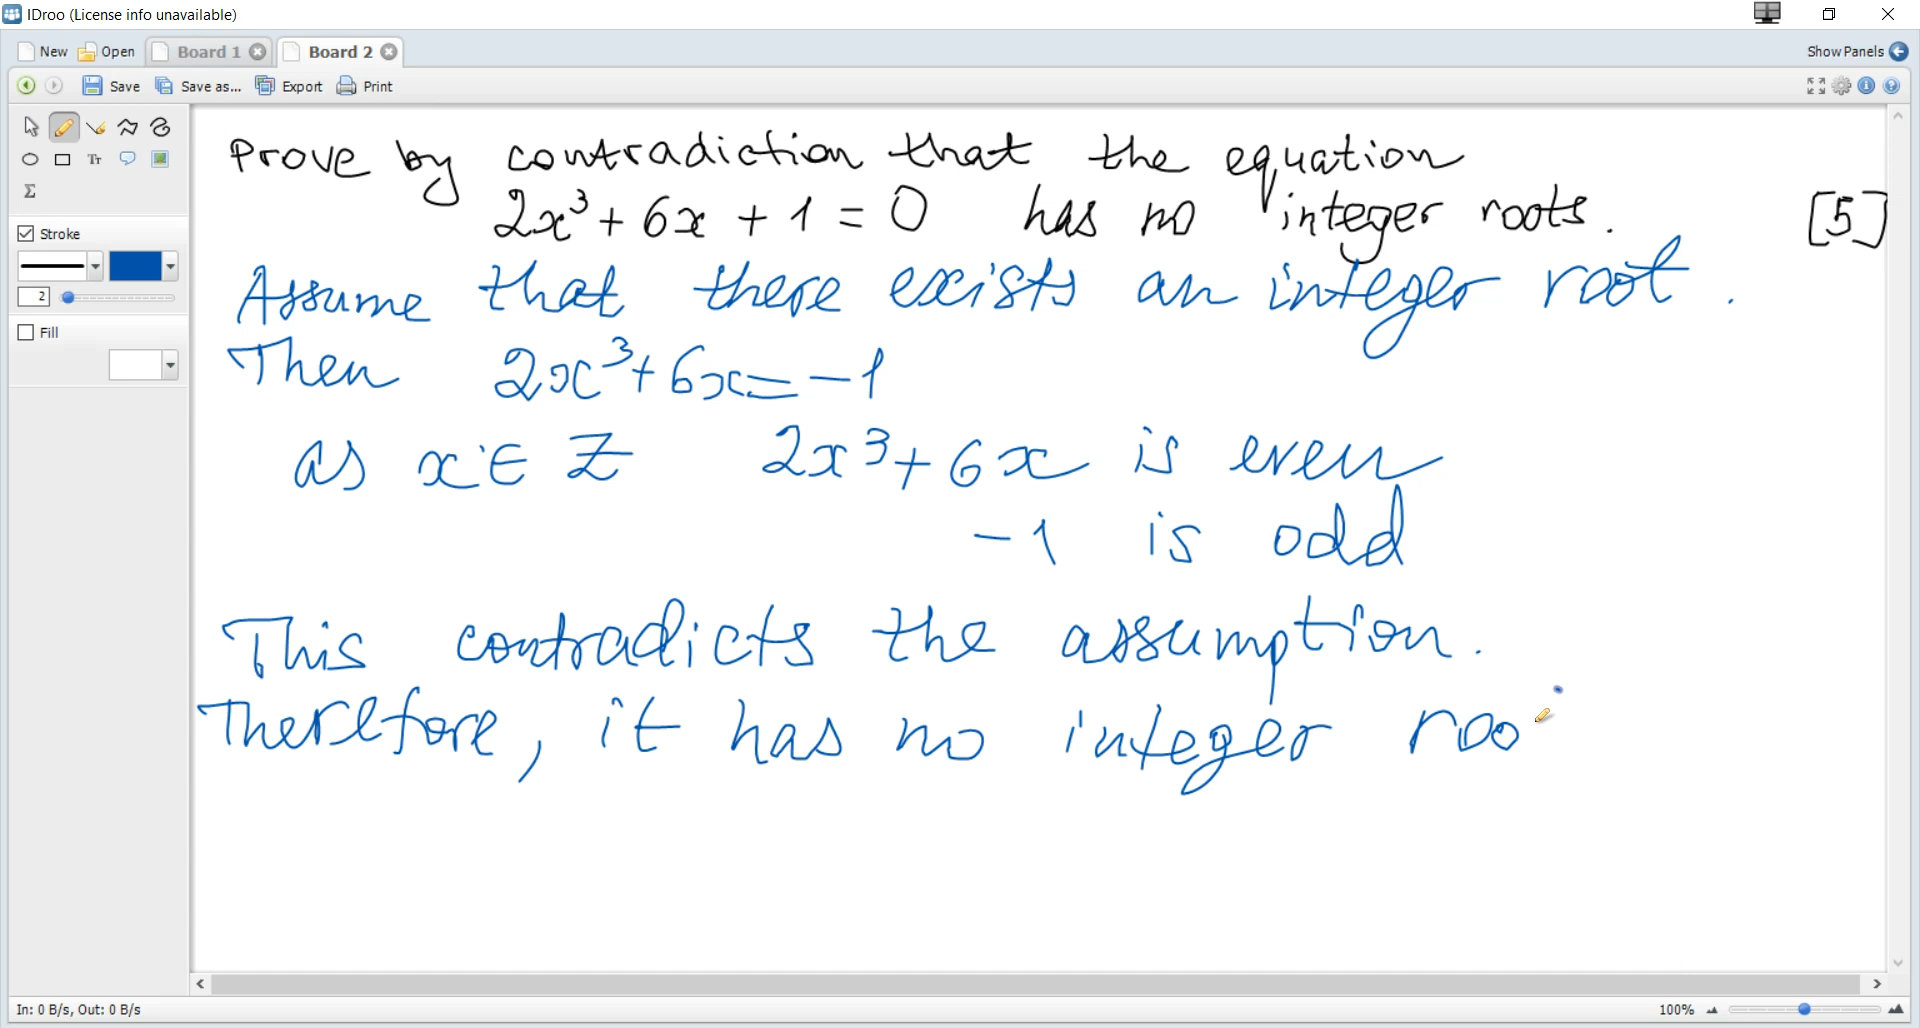 IDroo (License info unavailable)
New Open Board 1 Board 2 Show Panels
Save Save as... Export Print
Tr
Σ
Stroke
2
Fill
Prove by contradiction that the equation
2x³ + 6x + 1 = 0 has no integer roots. [5]
Assume that there exists an integer root.
Then 2x³ + 6x = -1
as x ∈ Z 2x³ + 6x is even
-1 is odd
This contradicts the assumption.
Therefore, it has no integer roo
In: 0 B/s, Out: 0 B/s 100%